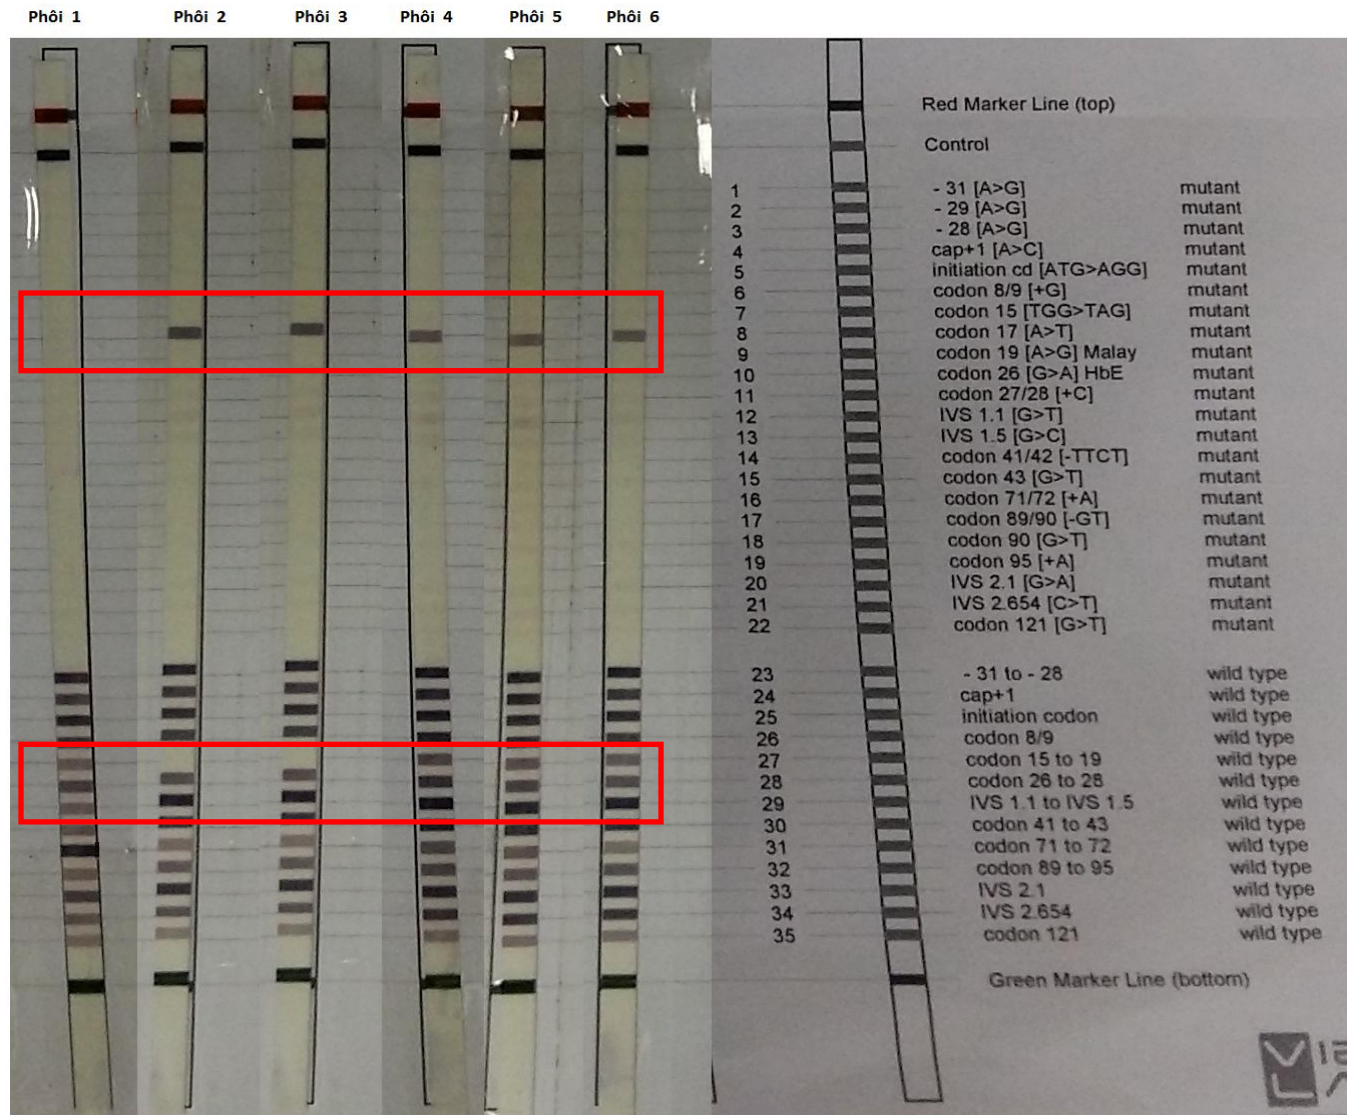 Phôi 1 Phôi 2 Phôi 3 Phôi 4 Phôi 5 Phôi 6
Red Marker Line (top)
Control
1 - 31 [A>G] mutant
2 - 29 [A>G] mutant
3 - 28 [A>G] mutant
4 cap+1 [A>C] mutant
5 initiation cd [ATG>AGG] mutant
6 codon 8/9 [+G] mutant
7 codon 15 [TGG>TAG] mutant
8 codon 17 [A>T] mutant
9 codon 19 [A>G] Malay mutant
10 codon 26 [G>A] HbE mutant
11 codon 27/28 [+C] mutant
12 IVS 1.1 [G>T] mutant
13 IVS 1.5 [G>C] mutant
14 codon 41/42 [-TTCT] mutant
15 codon 43 [G>T] mutant
16 codon 71/72 [+A] mutant
17 codon 89/90 [-GT] mutant
18 codon 90 [G>T] mutant
19 codon 95 [+A] mutant
20 IVS 2.1 [G>A] mutant
21 IVS 2.654 [C>T] mutant
22 codon 121 [G>T] mutant
23 - 31 to - 28 wild type
24 cap+1 wild type
25 initiation codon wild type
26 codon 8/9 wild type
27 codon 15 to 19 wild type
28 codon 26 to 28 wild type
29 IVS 1.1 to IVS 1.5 wild type
30 codon 41 to 43 wild type
31 codon 71 to 72 wild type
32 codon 89 to 95 wild type
33 IVS 2.1 wild type
34 IVS 2.654 wild type
35 codon 121 wild type
Green Marker Line (bottom)